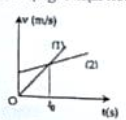 v (m/s)
(1)
(2)
O
t₀
t(s)